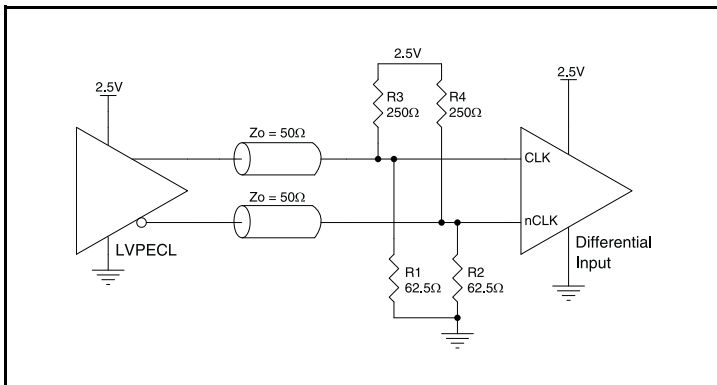 2.5V
2.5V
2.5V
R3
250Ω
R4
250Ω
Zo = 50Ω
CLK
Zo = 50Ω
nCLK
LVPECL
Differential
Input
R1
62.5Ω
R2
62.5Ω